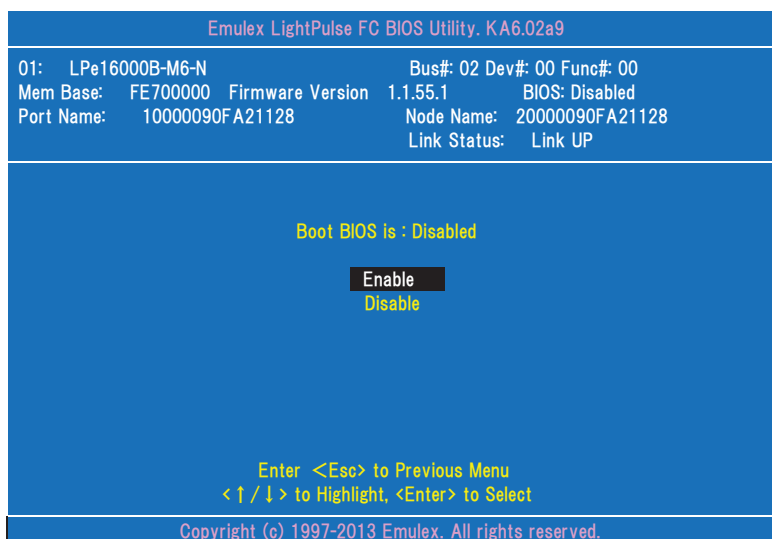 Emulex LightPulse FC BIOS Utility. KA6.02a9
01: LPe16000B-M6-N Bus#: 02 Dev#: 00 Func#: 00
Mem Base: FE700000 Firmware Version 1.1.55.1 BIOS: Disabled
Port Name: 10000090FA21128 Node Name: 20000090FA21128
Link Status: Link UP
Boot BIOS is : Disabled
Enable
Disable
Enter <Esc> to Previous Menu
<↑/↓> to Highlight, <Enter> to Select
Copyright (c) 1997-2013 Emulex. All rights reserved.